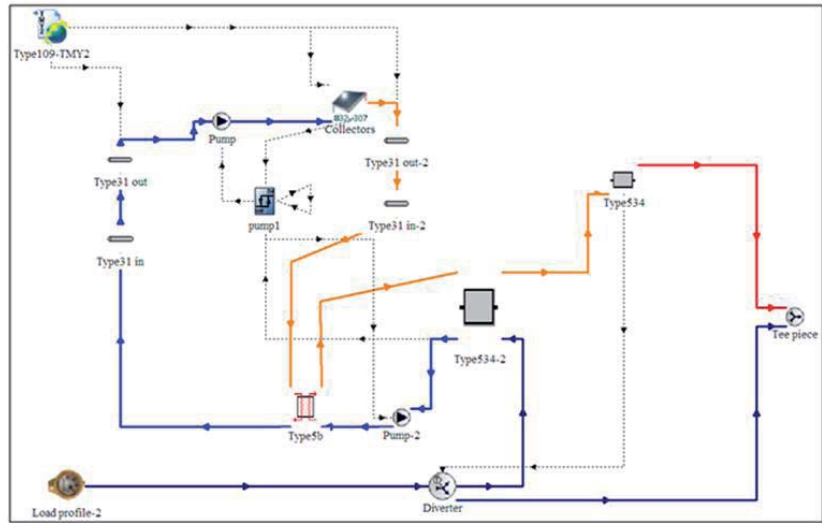 Type109-TMY2
Pump
Collectors
Type31 out-2
Type31 out
Type534
pump1
Type31 in-2
Type31 in
Tee piece
Type534-2
Type5b
Pump-2
Load profile-2
Diverter